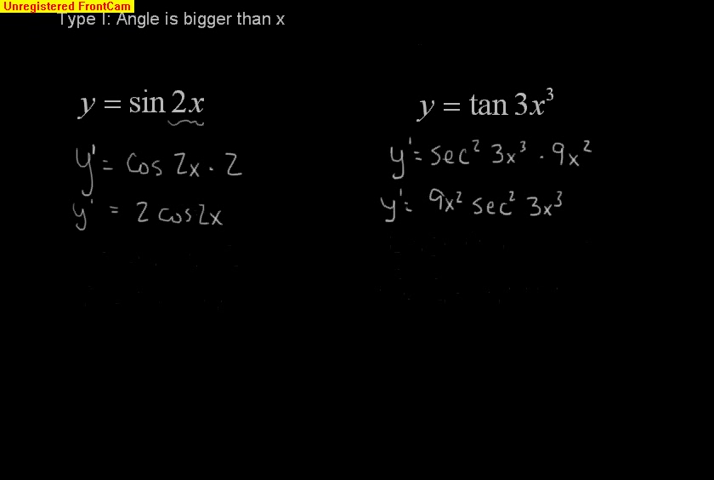 Unregistered FrontCam
Type I: Angle is bigger than x
y = sin 2x
y' = cos 2x · 2
y' = 2 cos 2x
y = tan 3x³
y' = sec² 3x³ · 9x²
y' = 9x² sec² 3x³